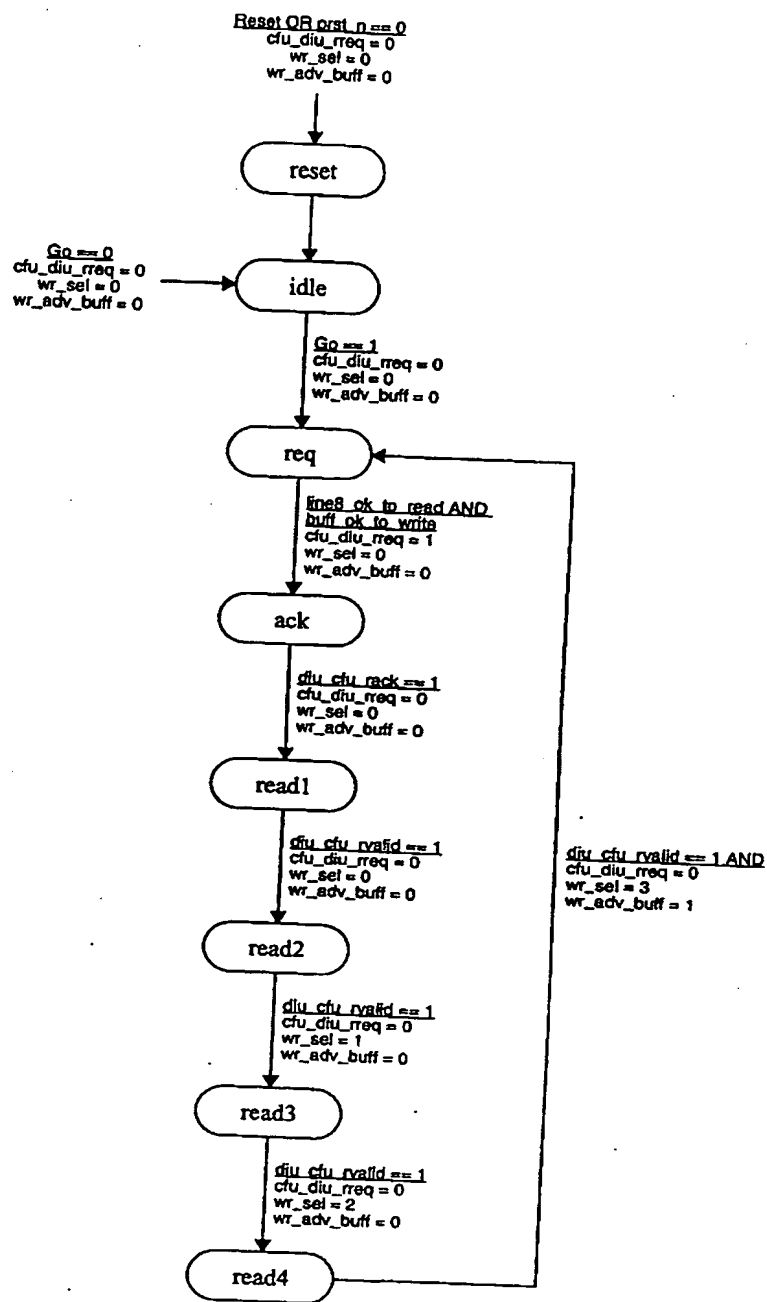 Reset OR prst_n == 0
cfu_diu_rreq = 0
wr_sel = 0
wr_adv_buff = 0
reset
Go == 0
cfu_diu_rreq = 0
wr_sel = 0
wr_adv_buff = 0
idle
Go == 1
cfu_diu_rreq = 0
wr_sel = 0
wr_adv_buff = 0
req
line8_ok_to_read AND
buff_ok_to_write
cfu_diu_rreq = 1
wr_sel = 0
wr_adv_buff = 0
ack
diu_cfu_rack == 1
cfu_diu_rreq = 0
wr_sel = 0
wr_adv_buff = 0
read1
diu_cfu_rvalid == 1
cfu_diu_rreq = 0
wr_sel = 0
wr_adv_buff = 0
diu_cfu_rvalid == 1 AND
cfu_diu_rreq = 0
wr_sel = 3
wr_adv_buff = 1
read2
diu_cfu_rvalid == 1
cfu_diu_rreq = 0
wr_sel = 1
wr_adv_buff = 0
read3
diu_cfu_rvalid == 1
cfu_diu_rreq = 0
wr_sel = 2
wr_adv_buff = 0
read4